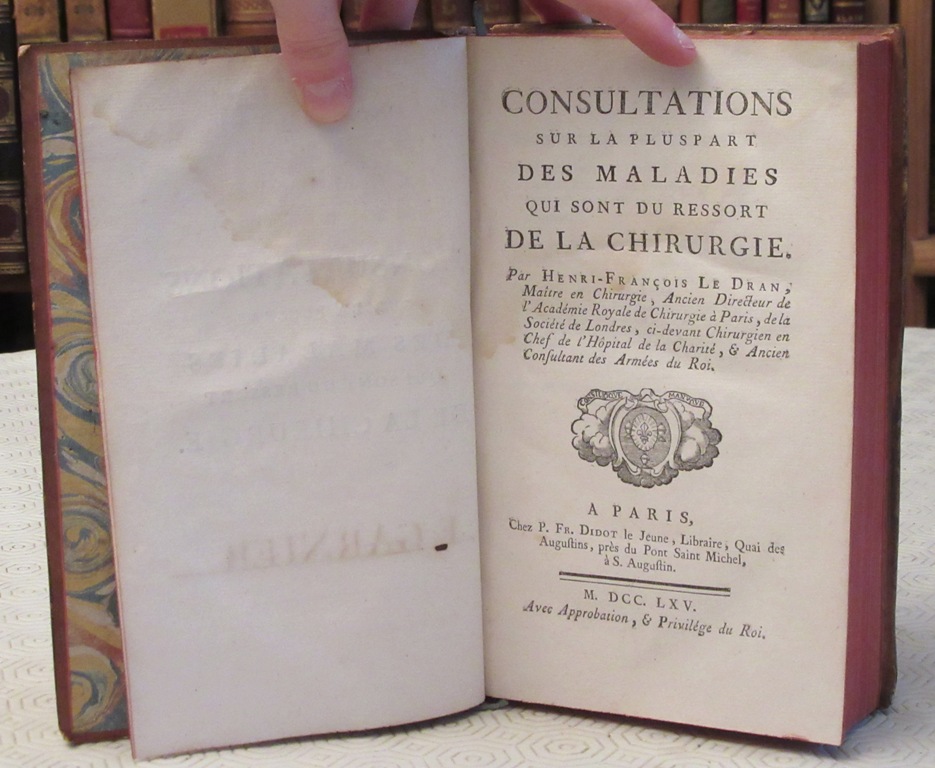 CONSULTATIONS
SUR LA PLUSPART
DES MALADIES
QUI SONT DU RESSORT
DE LA CHIRURGIE.
Par HENRI-FRANÇOIS LE DRAN,
Maître en Chirurgie, Ancien Directeur de
l'Académie Royale de Chirurgie à Paris, de la
Société de Londres, ci-devant Chirurgien en
Chef de l'Hôpital de la Charité, & Ancien
Conſultant des Armées du Roi.
A PARIS,
Chez P. FR. DIDOT le Jeune, Libraire, Quai des
Auguſtins, près du Pont Saint Michel,
à S. Auguſtin.
M. DCC. LXV.
Avec Approbation, & Privilége du Roi.